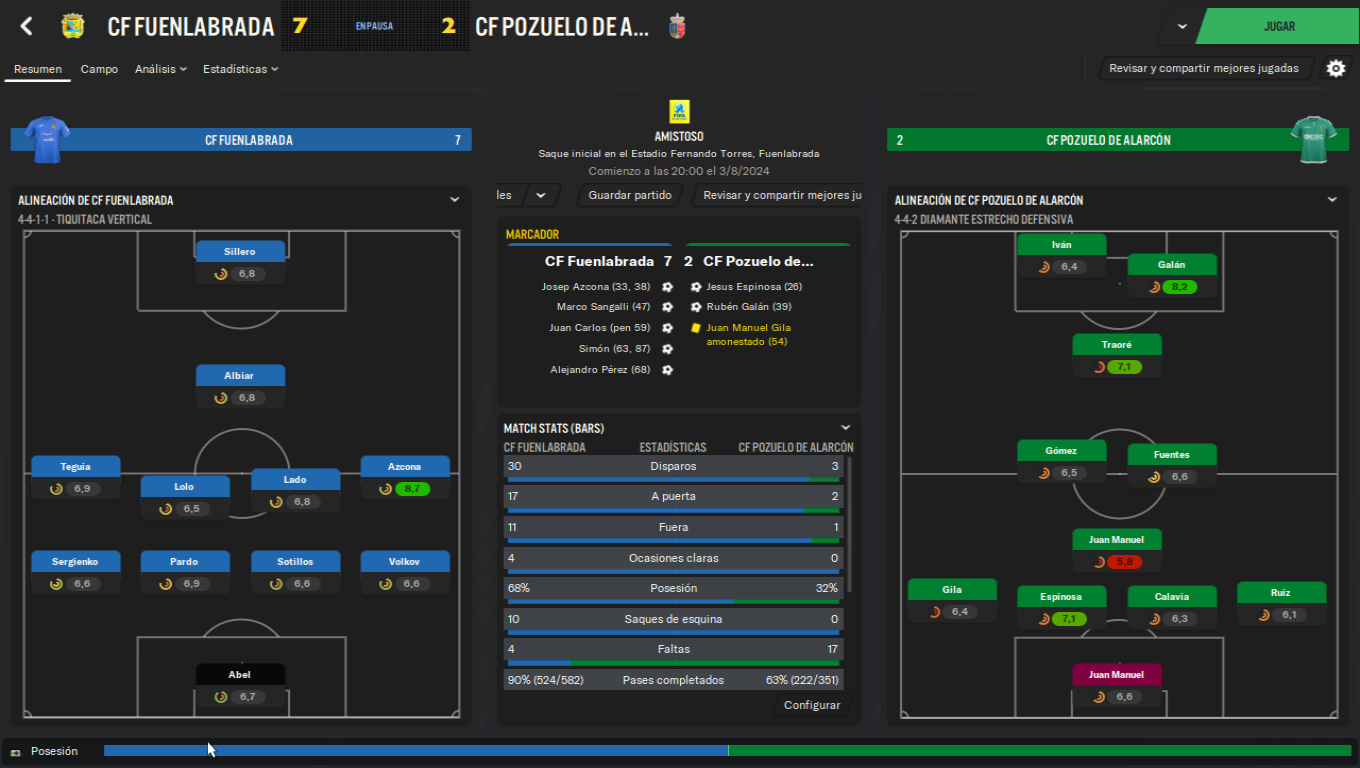 CF FUENLABRADA 7 EN PAUSA 2 CF POZUELO DE A...
JUGAR
Resumen Campo Análisis Estadísticas
Revisar y compartir mejores jugadas
CF FUENLABRADA 7
AMISTOSO
Saque inicial en el Estadio Fernando Torres, Fuenlabrada
Comienzo a las 20:00 el 3/8/2024
les Guardar partido Revisar y compartir mejores ju
2 CF POZUELO DE ALARCÓN
ALINEACIÓN DE CF FUENLABRADA
4-4-1-1 - TIQUITACA VERTICAL
Sillero
6,8
Albiar
6,8
Teguia
6,9
Lolo
6,5
Lado
6,8
Azcona
8,7
Sergienko
6,6
Pardo
6,9
Sotillos
6,6
Volkov
6,6
Abel
6,7
MARCADOR
CF Fuenlabrada 7 2 CF Pozuelo de...
Josep Azcona (33, 38) Jesus Espinosa (26)
Marco Sangalli (47) Rubén Galán (39)
Juan Carlos (pen 59) Juan Manuel Gila
amonestado (54)
Simón (63, 87)
Alejandro Pérez (68)
MATCH STATS (BARS)
CF FUENLABRADA ESTADÍSTICAS CF POZUELO DE ALARCÓN
30 Disparos 3
17 A puerta 2
11 Fuera 1
4 Ocasiones claras 0
68% Posesión 32%
10 Saques de esquina 0
4 Faltas 17
90% (524/582) Pases completados 63% (222/351)
Configurar
ALINEACIÓN DE CF POZUELO DE ALARCÓN
4-4-2 DIAMANTE ESTRECHO DEFENSIVA
Iván
6,4
Galán
8,2
Traoré
7,1
Gómez
6,5
Fuentes
6,6
Juan Manuel
5,8
Gila
6,4
Espinosa
7,1
Calavia
6,3
Ruiz
6,1
Juan Manuel
6,6
Posesión